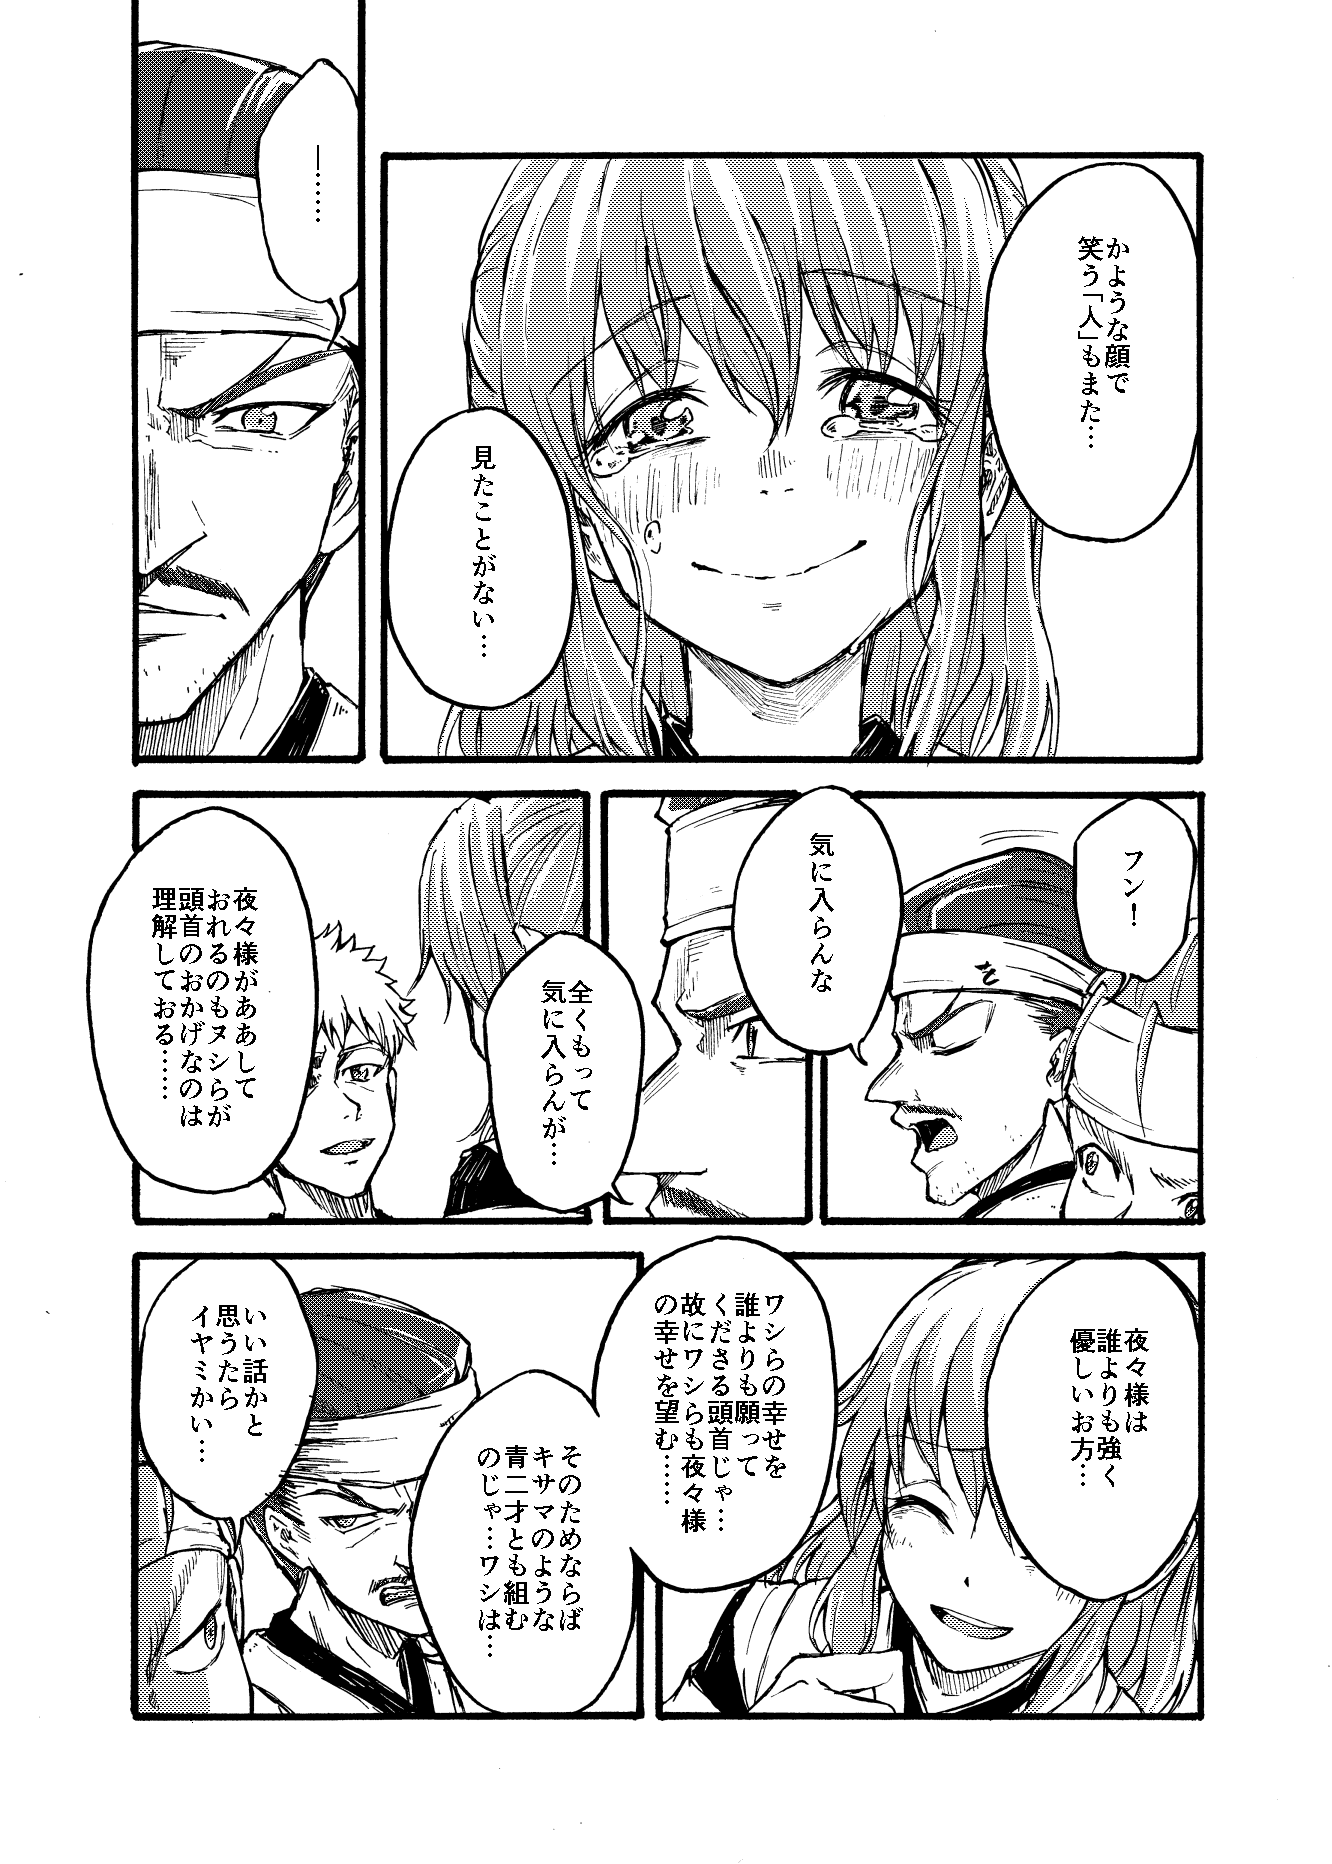 かような顔で
笑う「人」もまた…
見たことがない…
―……
フン！
気に入らんな
全くもって
気に入らんが…
夜々様がああして
おれるのもヌシらが
頭首のおかげなのは
理解しておる……
夜々様は
誰よりも強く
優しいお方…
ワシらの幸せを
誰よりも願って
くださる頭首じゃ…
故にワシらも夜々様
の幸せを望む……
そのためならば
キサマのような
青二才とも組む
のじゃ…ワシは…
いい話かと
思うたら
イヤミかい…